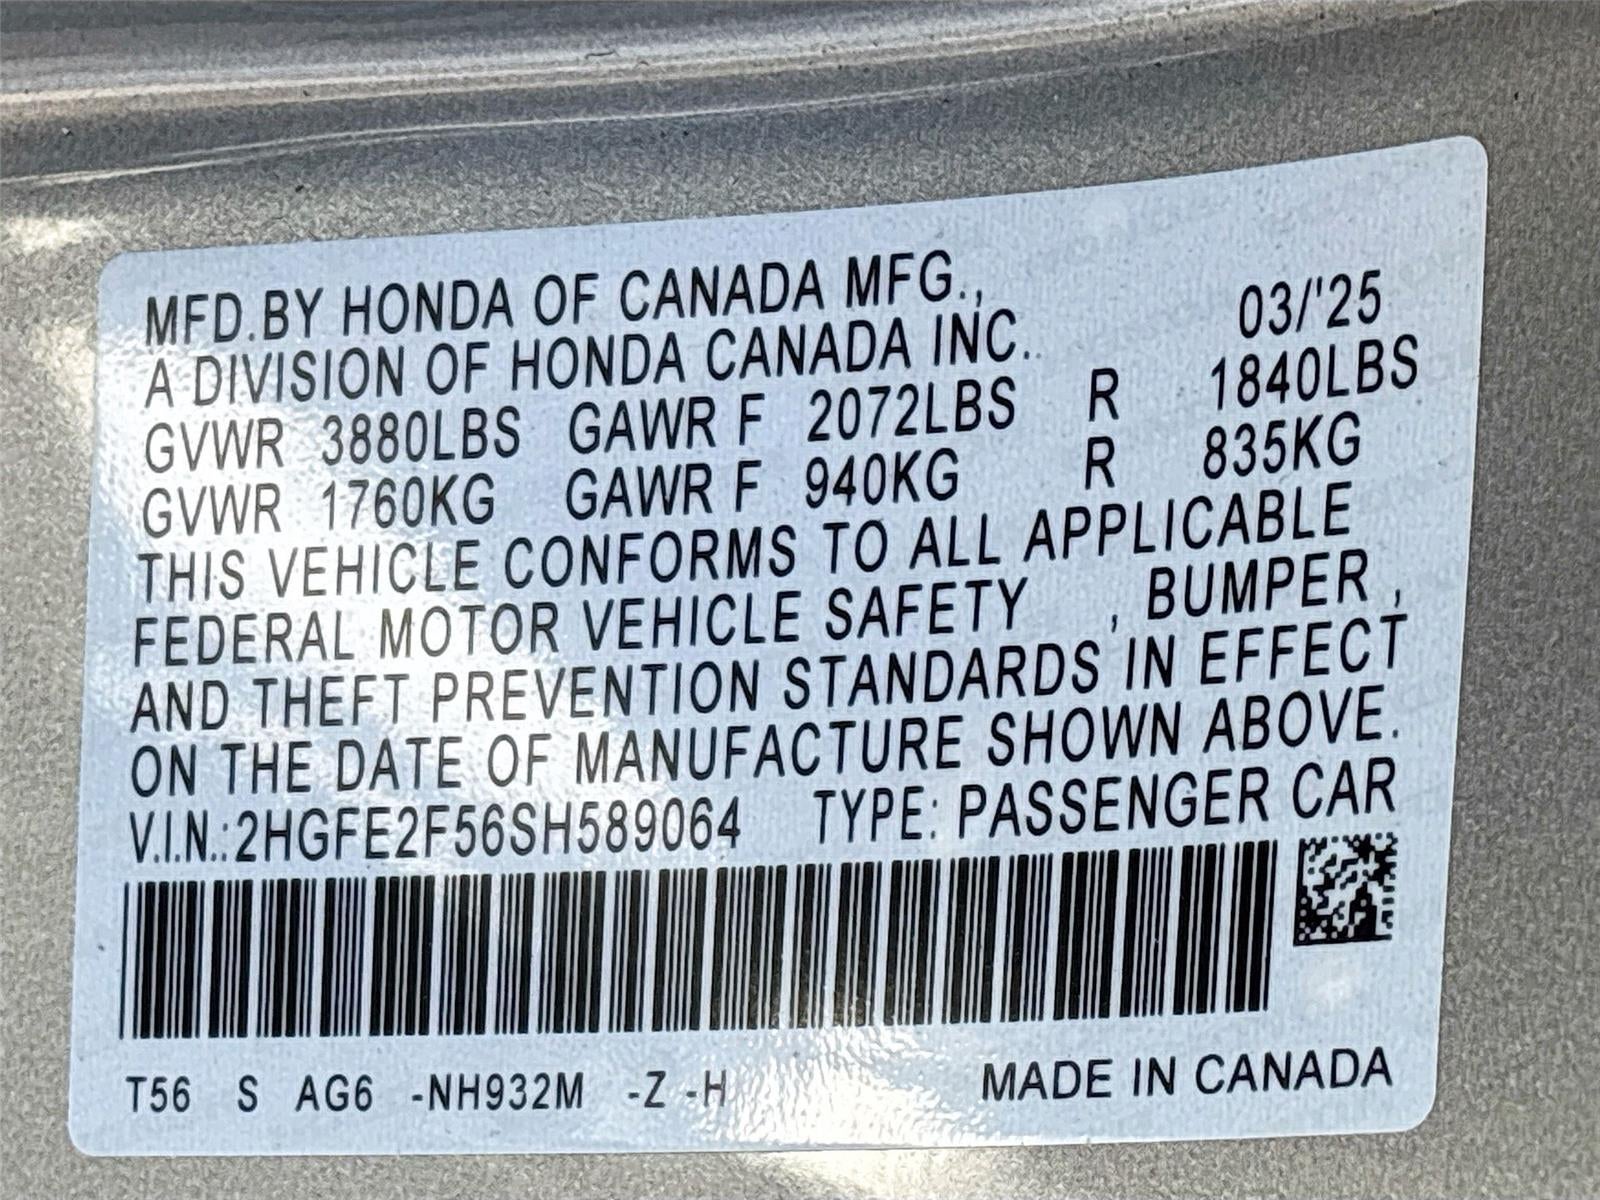 MFD.BY HONDA OF CANADA MFG., 03/'25
A DIVISION OF HONDA CANADA INC..
GVWR 3880LBS GAWR F 2072LBS R 1840LBS
GVWR 1760KG GAWR F 940KG R 835KG
THIS VEHICLE CONFORMS TO ALL APPLICABLE
FEDERAL MOTOR VEHICLE SAFETY , BUMPER ,
AND THEFT PREVENTION STANDARDS IN EFFECT
ON THE DATE OF MANUFACTURE SHOWN ABOVE.
V.I.N.:2HGFE2F56SH589064 TYPE: PASSENGER CAR
T56 S AG6 -NH932M -Z -H MADE IN CANADA